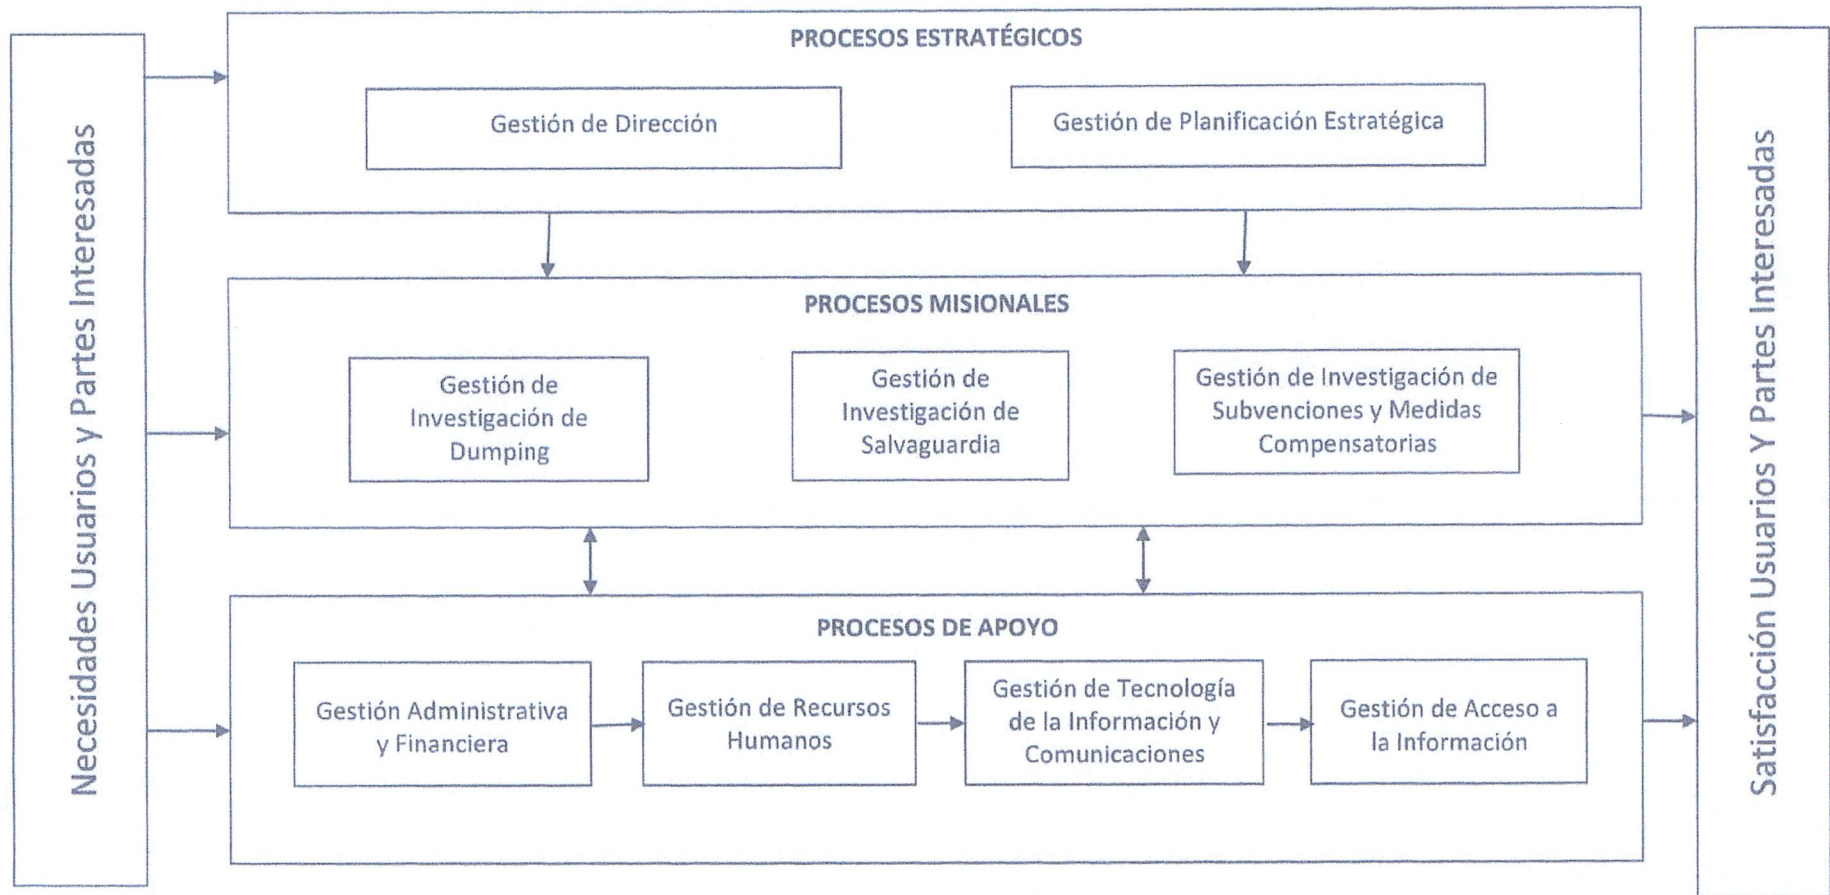 Necesidades Usuarios y Partes Interesadas
PROCESOS ESTRATÉGICOS
Gestión de Dirección
Gestión de Planificación Estratégica
PROCESOS MISIONALES
Gestión de
Investigación de
Dumping
Gestión de
Investigación de
Salvaguardia
Gestión de Investigación de
Subvenciones y Medidas
Compensatorias
PROCESOS DE APOYO
Gestión Administrativa
y Financiera
Gestión de Recursos
Humanos
Gestión de Tecnología
de la Información y
Comunicaciones
Gestión de Acceso a
la Información
Satisfacción Usuarios Y Partes Interesadas